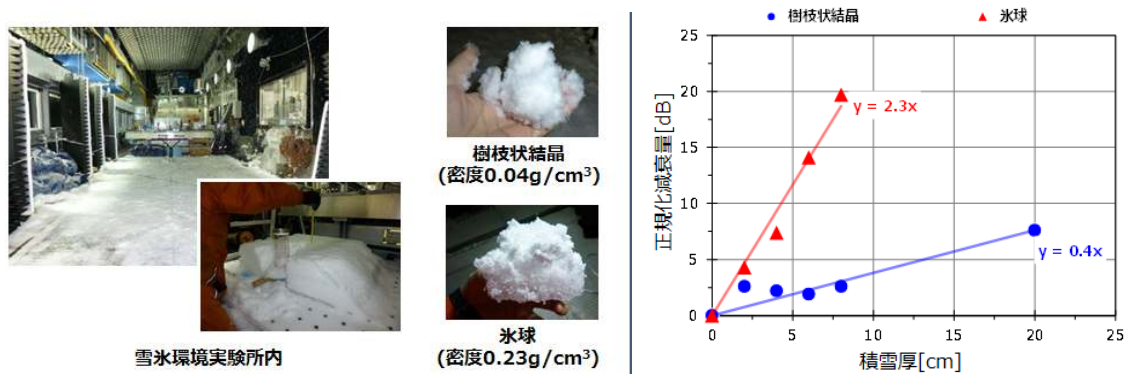 樹枝状結晶
(密度0.04g/cm³)
氷球
(密度0.23g/cm³)
雪氷環境実験所内
樹枝状結晶 氷球
正規化減衰量[dB]
25
20
15
10
5
0
y = 2.3x
y = 0.4x
0 5 10 15 20 25
積雪厚[cm]